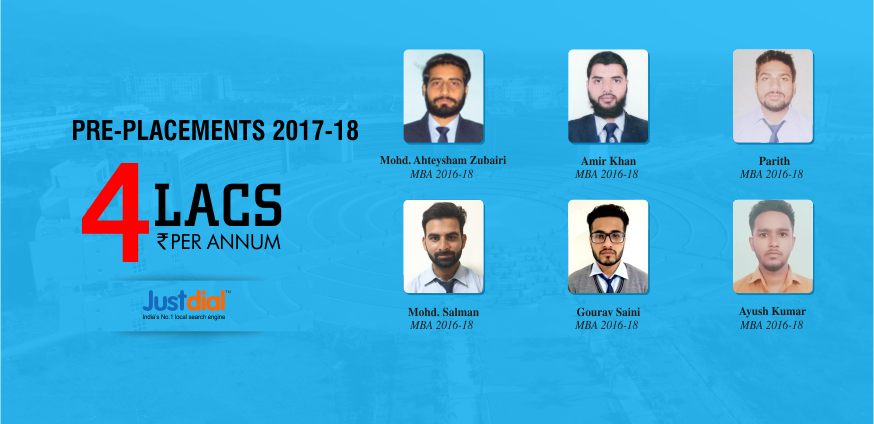 PRE-PLACEMENTS 2017-18
4 LACS
₹ PER ANNUM
Justdial™
India's No.1 local search engine
Mohd. Ahteysham Zubairi
MBA 2016-18
Amir Khan
MBA 2016-18
Parith
MBA 2016-18
Mohd. Salman
MBA 2016-18
Gourav Saini
MBA 2016-18
Ayush Kumar
MBA 2016-18